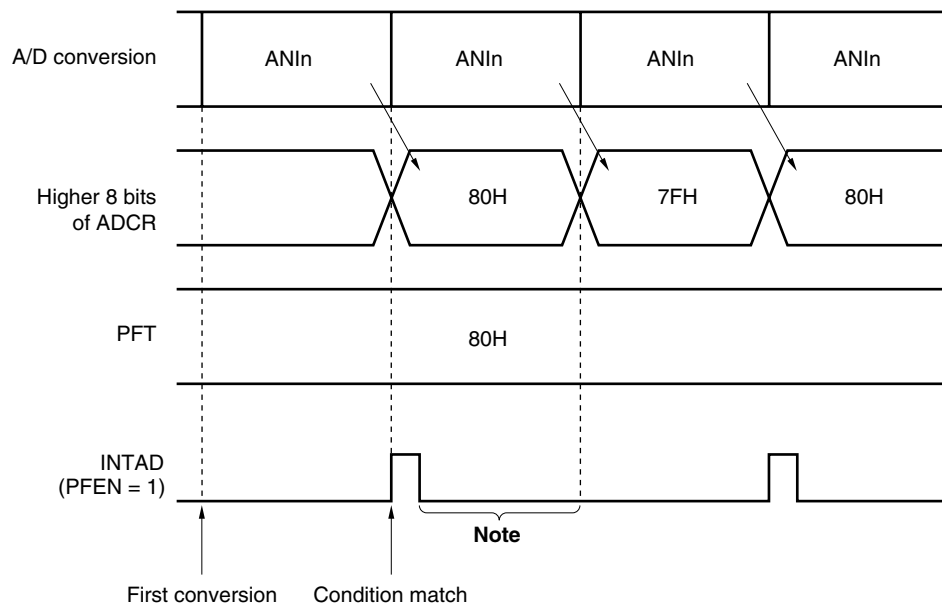 A/D conversion
ANIn
ANIn
ANIn
ANIn
Higher 8 bits
of ADCR
80H
7FH
80H
PFT
80H
INTAD
(PFEN = 1)
Note
First conversion
Condition match